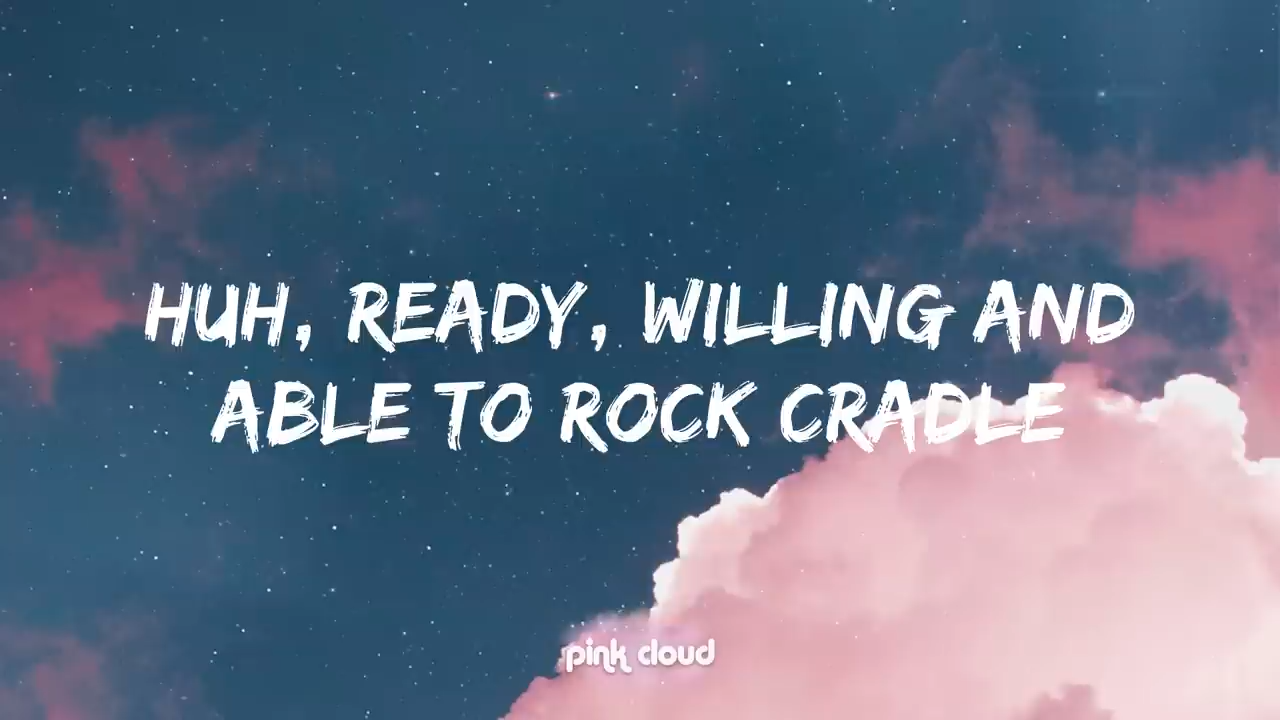 HUH, READY, WILLING AND
ABLE TO ROCK CRADLE
pink cloud